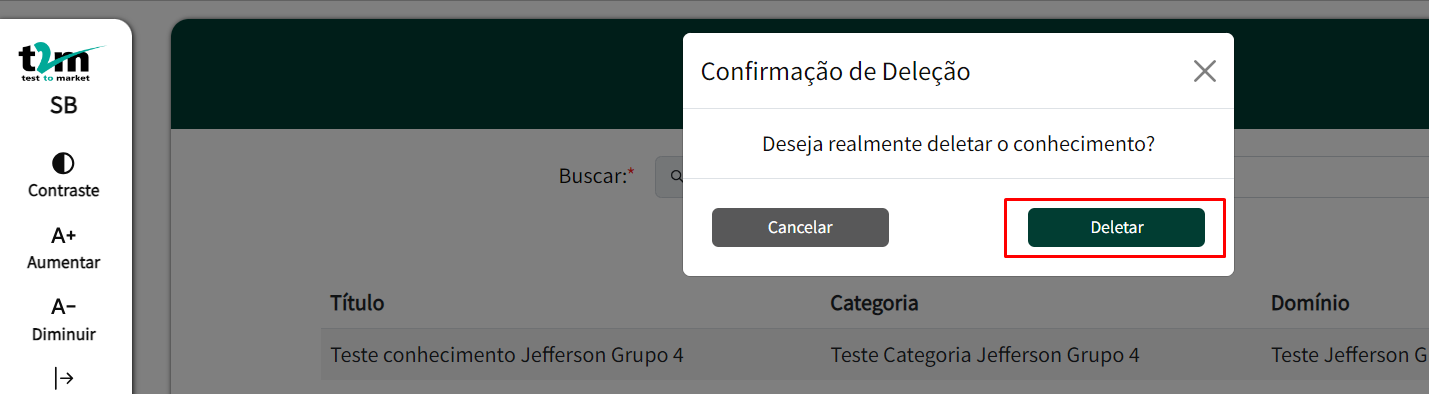 t2m
test to market
SB
Contraste
A+
Aumentar
A-
Diminuir
Confirmação de Deleção
Deseja realmente deletar o conhecimento?
Cancelar
Deletar
Buscar:*
Título Categoria Domínio
Teste conhecimento Jefferson Grupo 4 Teste Categoria Jefferson Grupo 4 Teste Jefferson G